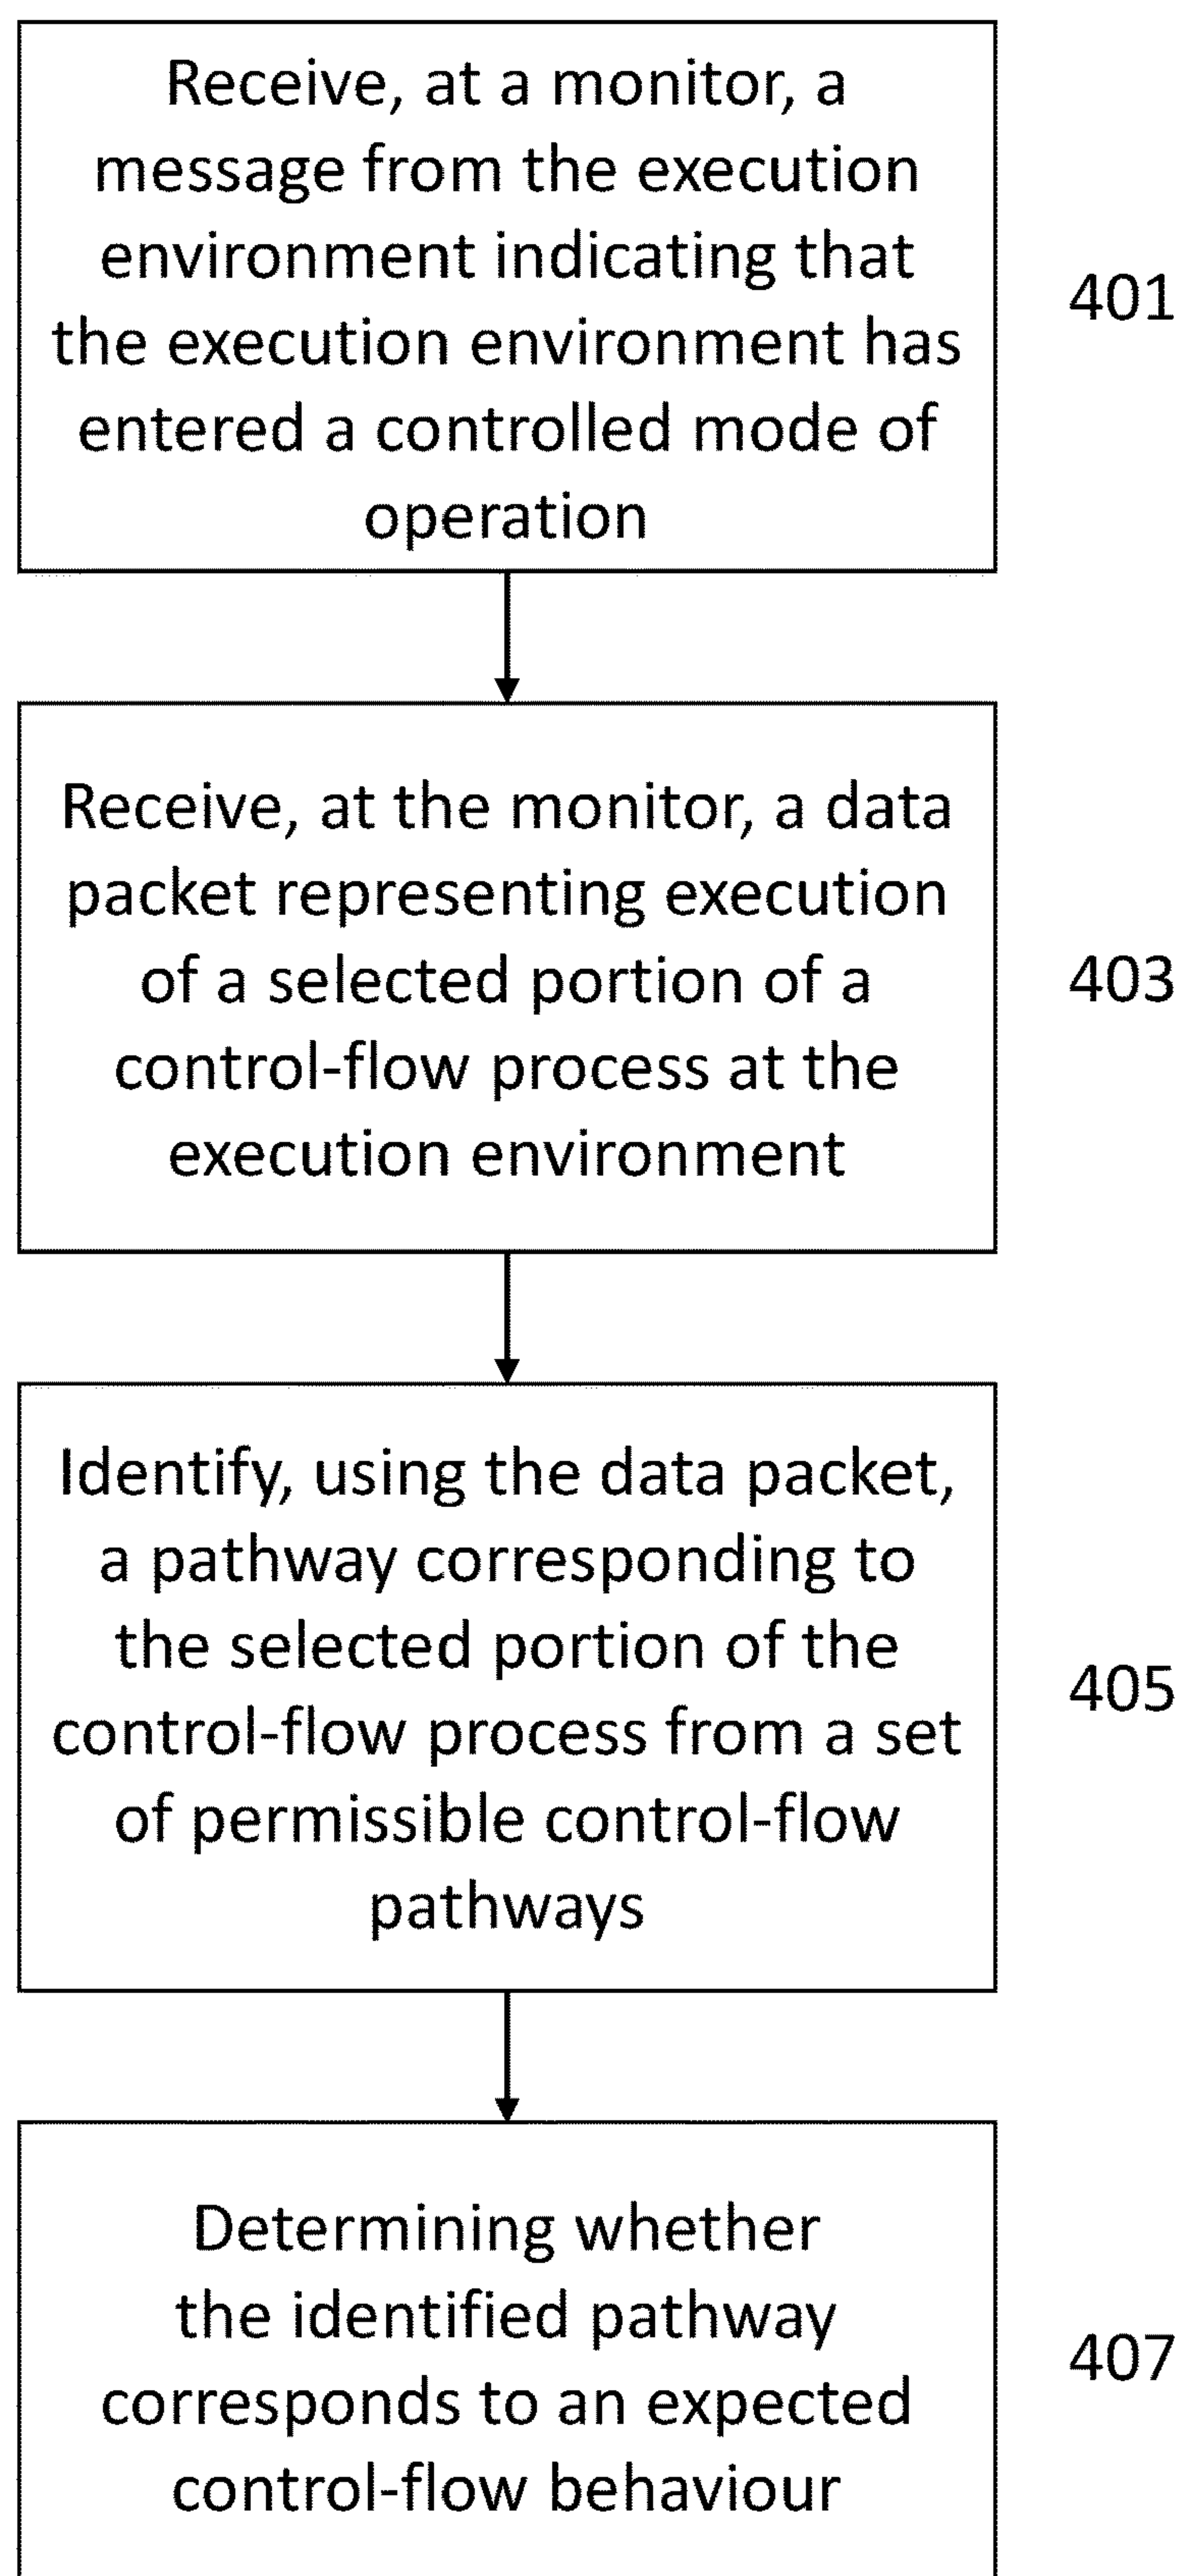 Receive, at a monitor, a
message from the execution
environment indicating that
the execution environment has
entered a controlled mode of
operation
401
Receive, at the monitor, a data
packet representing execution
of a selected portion of a
control-flow process at the
execution environment
403
Identify, using the data packet,
a pathway corresponding to
the selected portion of the
control-flow process from a set
of permissible control-flow
pathways
405
Determining whether
the identified pathway
corresponds to an expected
control-flow behaviour
407